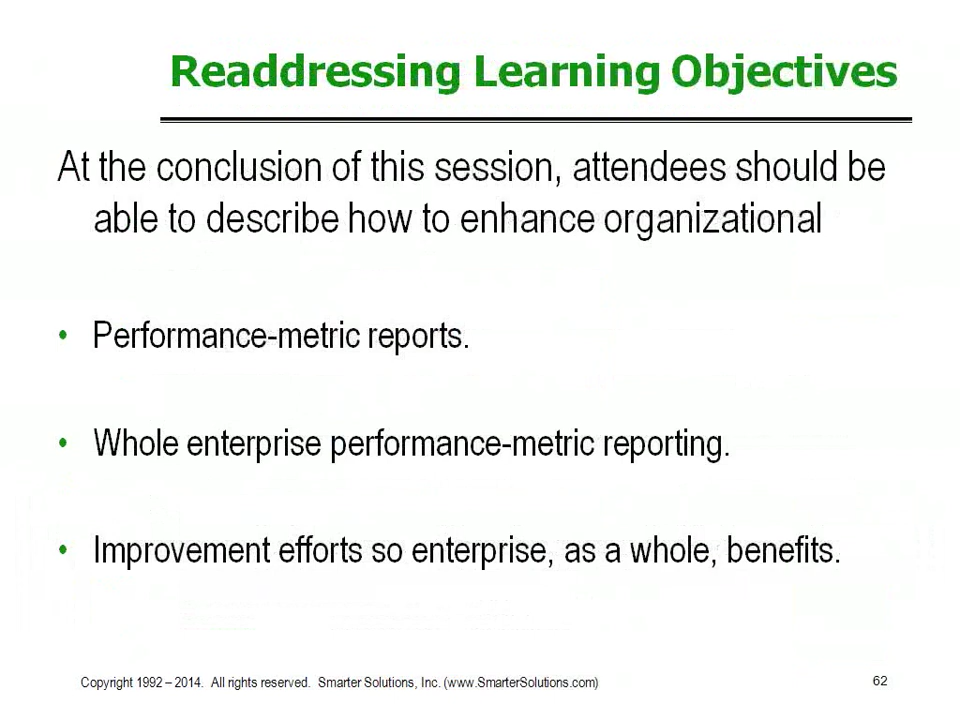 Readdressing Learning Objectives
At the conclusion of this session, attendees should be
able to describe how to enhance organizational
• Performance-metric reports.
• Whole enterprise performance-metric reporting.
• Improvement efforts so enterprise, as a whole, benefits.
Copyright 1992 – 2014. All rights reserved. Smarter Solutions, Inc. (www.SmarterSolutions.com)
62